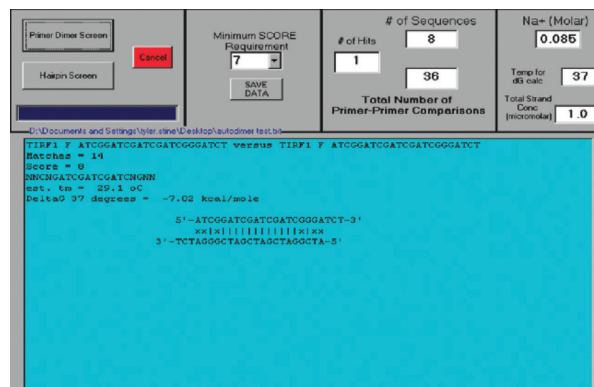 Primer Dimer Screen
Hairpin Screen
Cancel
Minimum SCORE
Requirement
7
SAVE
DATA
# of Sequences
# of Hits
8
1
36
Total Number of
Primer-Primer Comparisons
Na+ (Molar)
0.085
Temp for
dG calc
37
Total Strand
Conc
(micromolar)
1.0
D:\Documents and Settings\tyler.stine\Desktop\autodimer test.txt
TIRF1 F ATCGGATCGATCGATCGGGATCT versus TIRF1 F ATCGGATCGATCGATCGGGATCT
Matches = 14
Score = 8
NNCNGATCGATCGATCNGNN
est. tm = 29.1 oC
DeltaG 37 degrees = -7.02 kcal/mole
5'-ATCGGATCGATCGATCGGGATCT-3'
xx|x||||||||||||x|xx
3'-TCTAGGGCTAGCTAGCTAGGCTA-5'